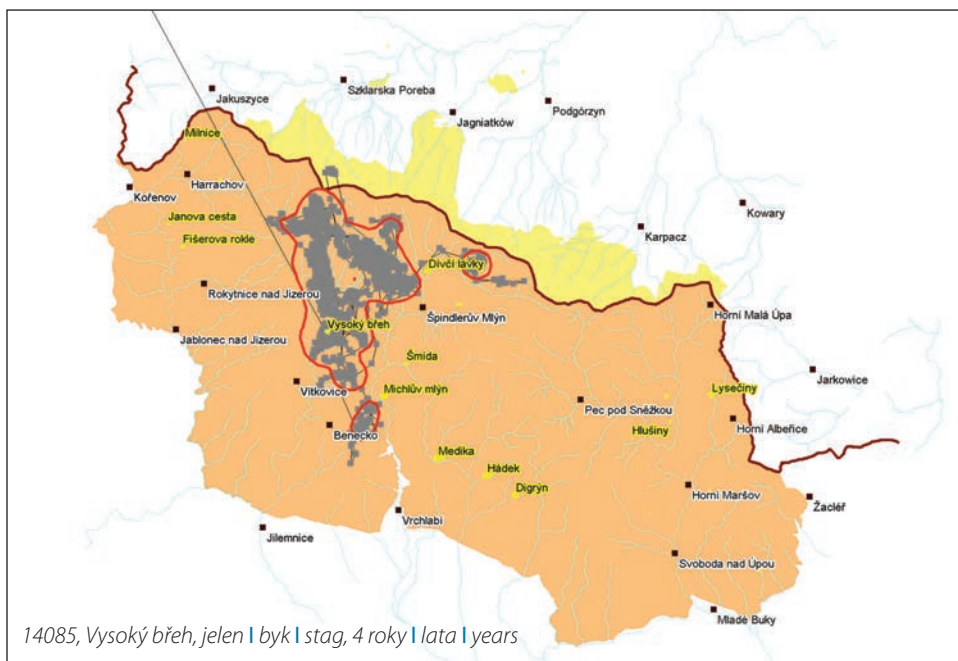 Szklarska Poreba
Jakuszyce
Podgórzyn
Jagniatków
Milnice
Harrachov
Kořenov
Kowary
Janova cesta
Karpacz
Fišerova rokle
Dívčí lávky
Rokytnice nad Jizerou
Špindlerův Mlýn
Horní Malá Úpa
Vysoký břeh
Jablonec nad Jizerou
Šmída
Jarkowice
Vítkovice
Michlův mlýn
Lysečiny
Pec pod Sněžkou
Benecko
Hlušiny
Horní Albeřice
Medika
Hádek
Horní Maršov
Digrýn
Žacléř
Vrchlabí
Jilemnice
Svoboda nad Úpou
Mladé Buky
14085, Vysoký břeh, jelen | byk | stag, 4 roky | lata | years